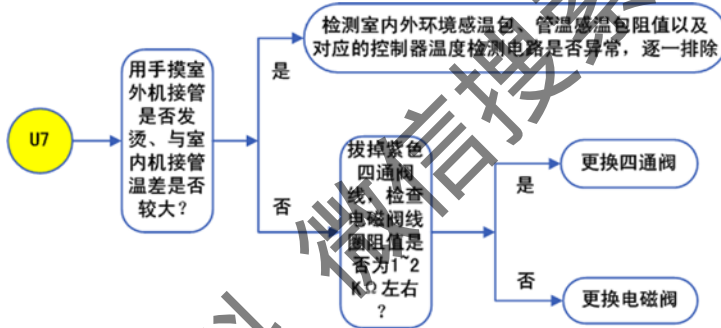 U7
用手摸室
外机接管
是否发
烫、与室
内机接管
温差是否
较大？
是
检测室内外环境感温包、管温感温包阻值以及
对应的控制器温度检测电路是否异常，逐一排除
否
拔掉紫色
四通阀
线，检查
电磁阀线
圈阻值是
否为1~2
KΩ左右
？
是
更换四通阀
否
更换电磁阀
微信搜索